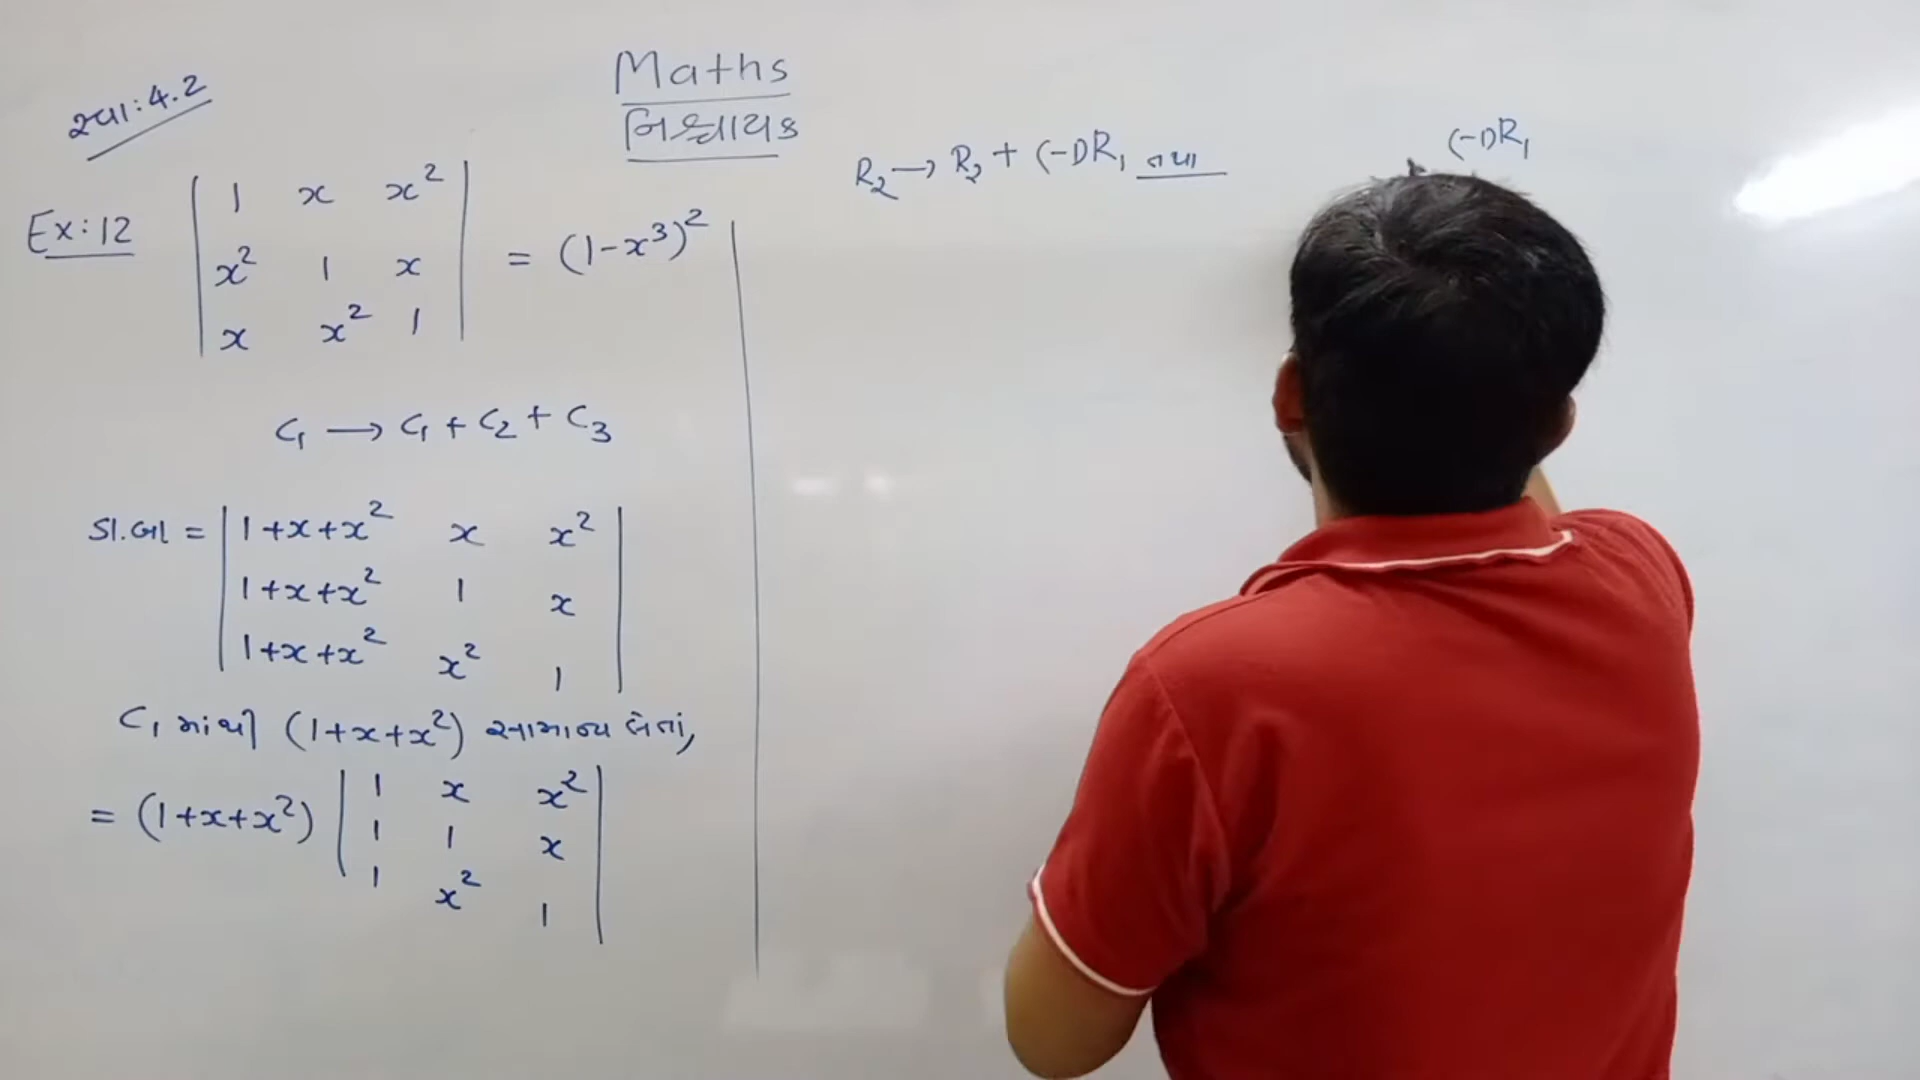 સ્વા:4.2
Maths
નિશ્ચાયક
Ex:12
| 1 x x² |
| x² 1 x | = (1-x³)²
| x x² 1 |
C₁ → C₁ + C₂ + C₃
ડા.બા = | 1+x+x² x x² |
| 1+x+x² 1 x |
| 1+x+x² x² 1 |
C₁ માંથી (1+x+x²) સામાન્ય લેતાં,
= (1+x+x²) | 1 x x² |
| 1 1 x |
| 1 x² 1 |
R₂ → R₂ + (-1)R₁ તથા
(-1)R₁